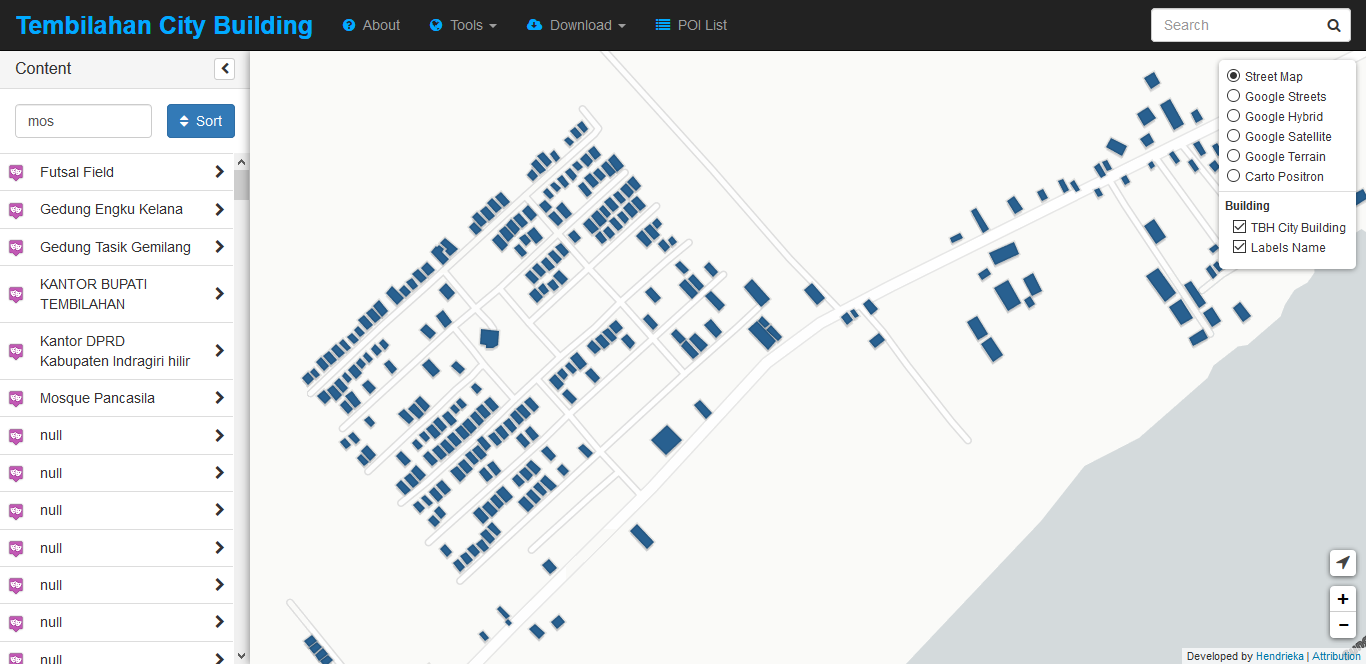 Tembilahan City Building
About
Tools
Download
POI List
Search
Content
mos
Sort
Futsal Field
Gedung Engku Kelana
Gedung Tasik Gemilang
KANTOR BUPATI
TEMBILAHAN
Kantor DPRD
Kabupaten Indragiri hilir
Mosque Pancasila
null
null
null
null
null
null
null
Street Map
Google Streets
Google Hybrid
Google Satellite
Google Terrain
Carto Positron
Building
TBH City Building
Labels Name
+
−
Developed by Hendrieka | Attribution